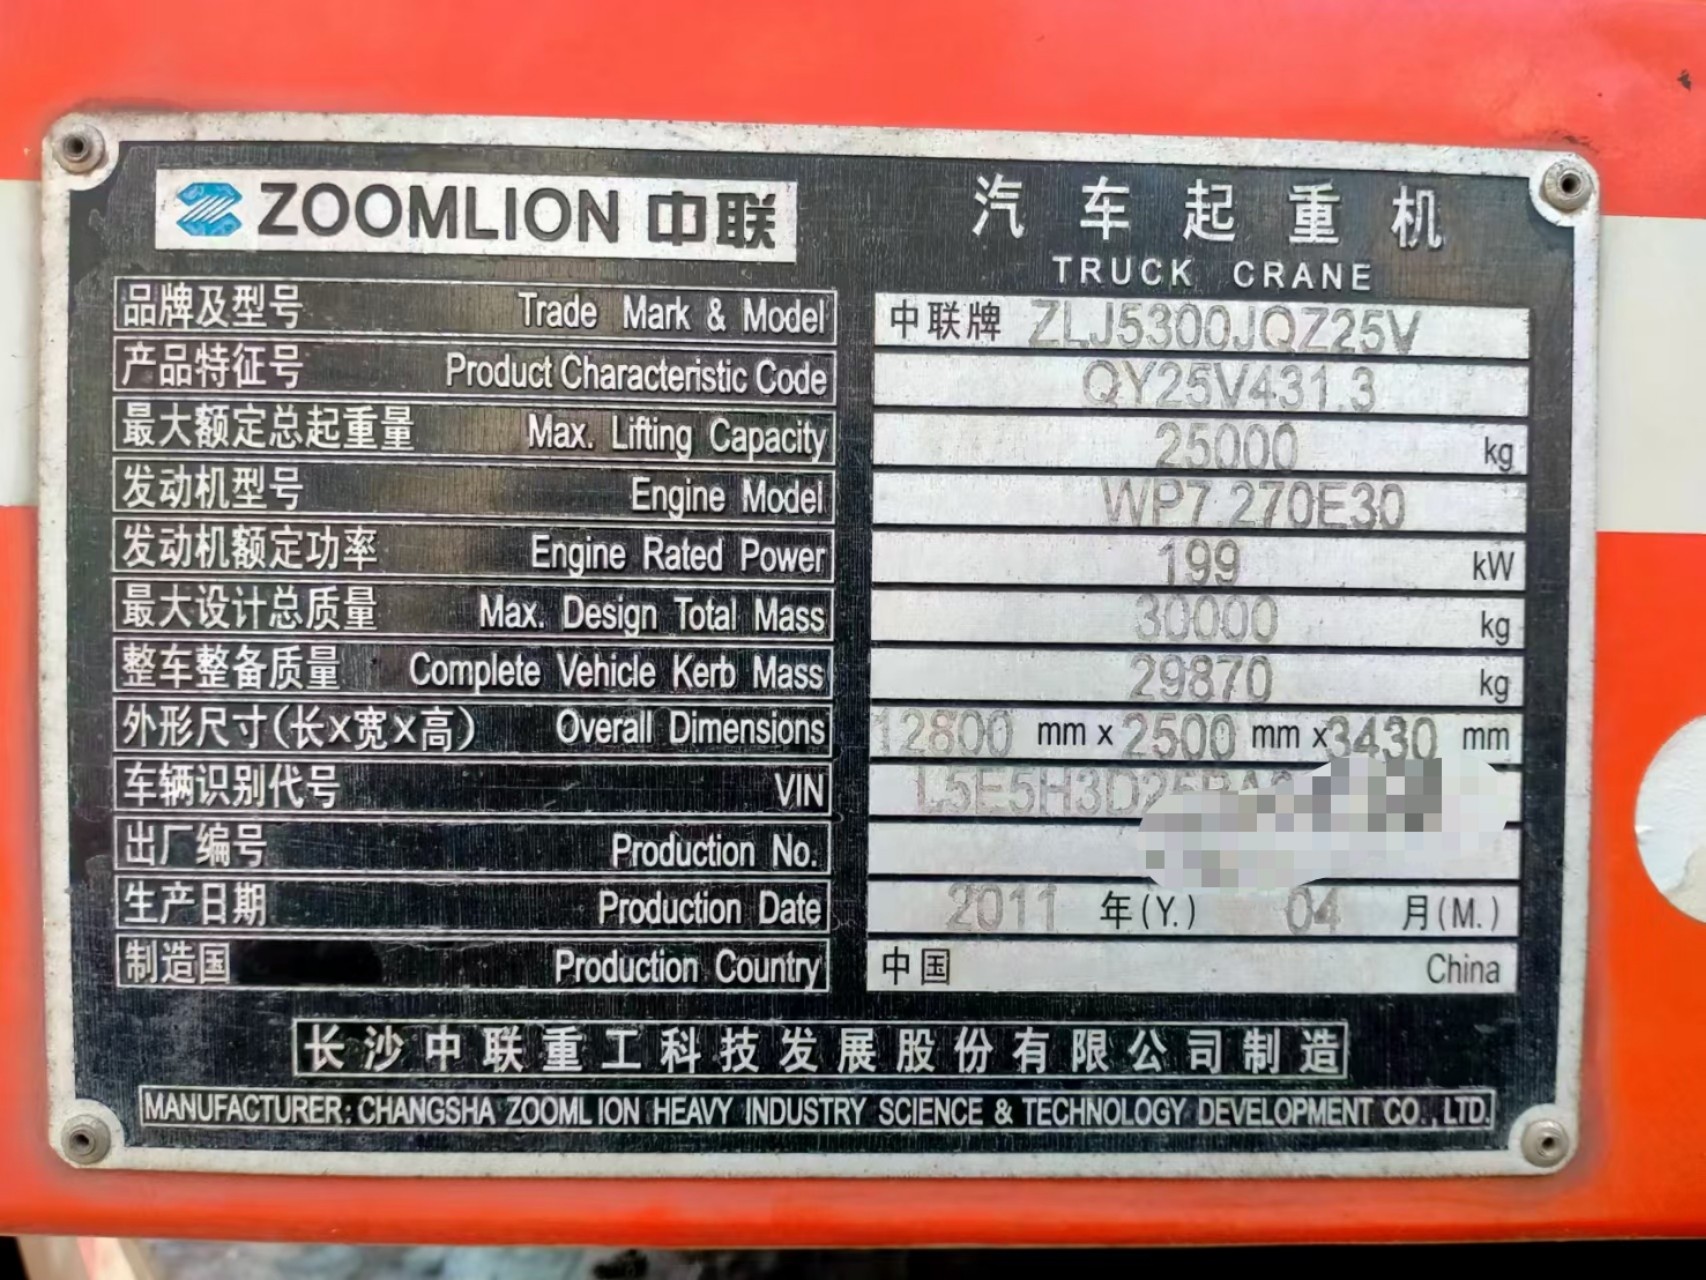 ZOOMLION 中联
汽车起重机
TRUCK CRANE
品牌及型号 Trade Mark & Model 中联牌 ZLJ5300JQZ25V
产品特征号 Product Characteristic Code QY25V431.3
最大额定总起重量 Max. Lifting Capacity 25000 kg
发动机型号 Engine Model WP7.270E30
发动机额定功率 Engine Rated Power 199 kW
最大设计总质量 Max. Design Total Mass 30000 kg
整车整备质量 Complete Vehicle Kerb Mass 29870 kg
外形尺寸(长×宽×高) Overall Dimensions 12800 mm x 2500 mm x 3430 mm
车辆识别代号 VIN L5E5H3D25BA
出厂编号 Production No.
生产日期 Production Date 2011 年(Y.) 04 月(M.)
制造国 Production Country 中国 China
长沙中联重工科技发展股份有限公司制造
MANUFACTURER: CHANGSHA ZOOMLION HEAVY INDUSTRY SCIENCE & TECHNOLOGY DEVELOPMENT CO., LTD.